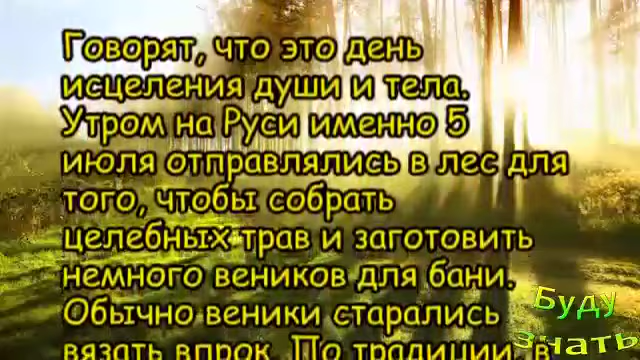 Говорят, что это день
исцеления души и тела.
Утром на Руси именно 5
июля отправлялись в лес для
того, чтобы собрать
целебных трав и заготовить
немного веников для бани.
Обычно веники старались
вязать впрок. По традиции
Буду
знать